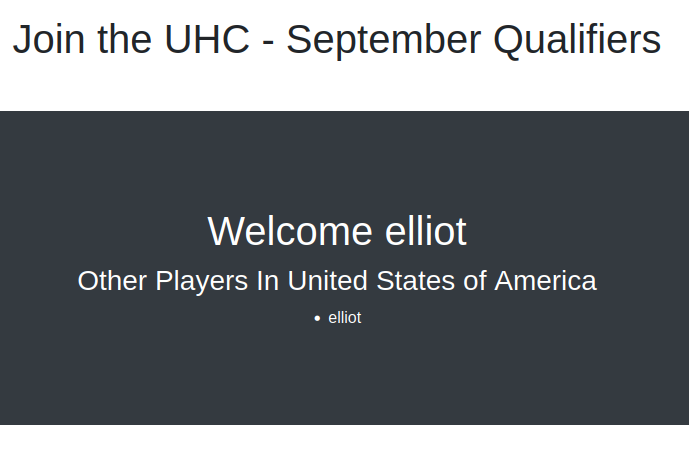 Join the UHC - September Qualifiers
Welcome elliot
Other Players In United States of America
• elliot